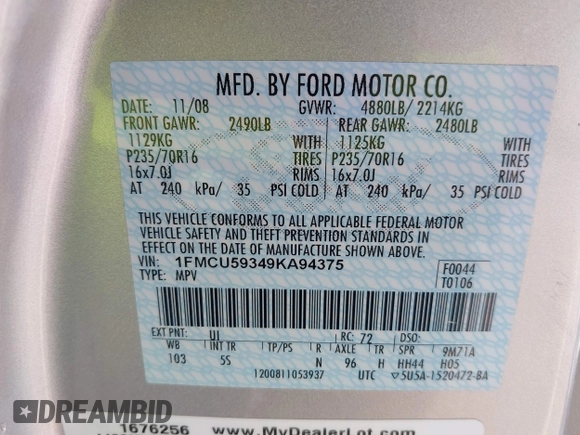 MFD. BY FORD MOTOR CO.
DATE: 11/08 GVWR: 4880LB/ 2214KG
FRONT GAWR: 2490LB REAR GAWR: 2480LB
1129KG WITH 1125KG WITH
P235/70R16 TIRES P235/70R16 TIRES
16x7.0J RIMS 16x7.0J RIMS
AT 240 kPa/ 35 PSI COLD AT 240 kPa/ 35 PSI COLD
THIS VEHICLE CONFORMS TO ALL APPLICABLE FEDERAL MOTOR
VEHICLE SAFETY AND THEFT PREVENTION STANDARDS IN
EFFECT ON THE DATE OF MANUFACTURE SHOWN ABOVE.
VIN: 1FMCU59349KA94375 F0044
TYPE: MPV T0106
EXT PNT: UI RC: 72 DSO:
WB INT TR TP/PS R AXLE TR SPR 9M71A
103 5S N 96 H HH44 H05
1200811053937 UTC ▽5U5A-1520472-BA
DREAMBID
1676256 www.MyDealerLot.com